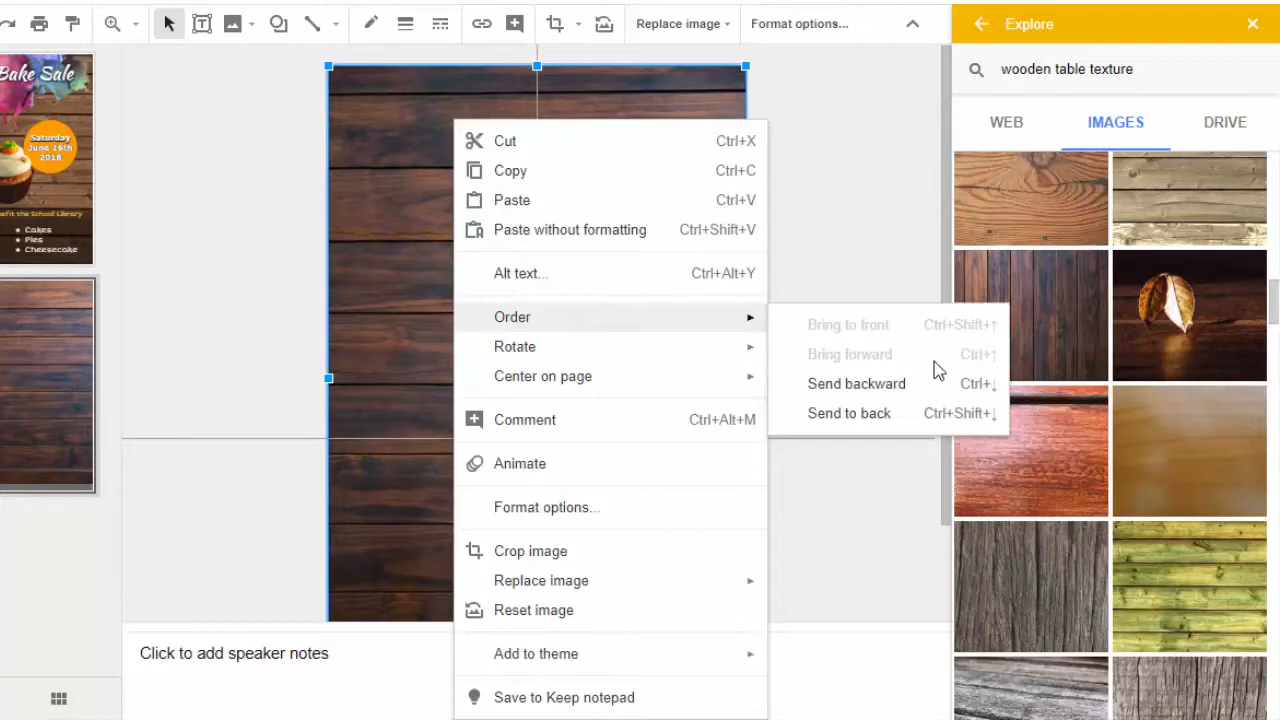 Replace image
Format options...
Explore
wooden table texture
WEB
IMAGES
DRIVE
Bake Sale
Saturday
June 16th
2018
nefit the School Library
Cakes
Pies
Cheesecake
Cut Ctrl+X
Copy Ctrl+C
Paste Ctrl+V
Paste without formatting Ctrl+Shift+V
Alt text... Ctrl+Alt+Y
Order
Rotate
Center on page
Comment Ctrl+Alt+M
Animate
Format options...
Crop image
Replace image
Reset image
Add to theme
Save to Keep notepad
Bring to front Ctrl+Shift+↑
Bring forward Ctrl+↑
Send backward Ctrl+↓
Send to back Ctrl+Shift+↓
Click to add speaker notes